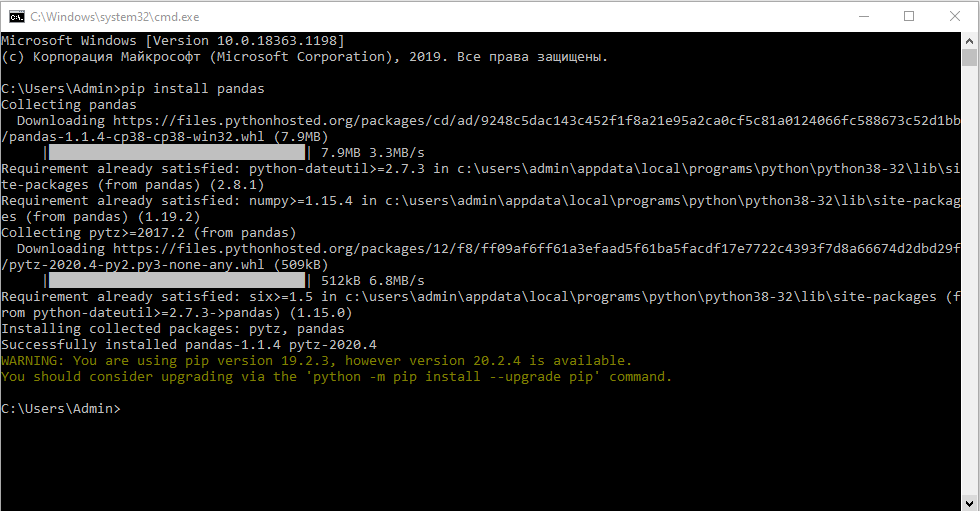 C:\Windows\system32\cmd.exe
Microsoft Windows [Version 10.0.18363.1198]
(c) Корпорация Майкрософт (Microsoft Corporation), 2019. Все права защищены.
C:\Users\Admin>pip install pandas
Collecting pandas
  Downloading https://files.pythonhosted.org/packages/cd/ad/9248c5dac143c452f1f8a21e95a2ca0cf5c81a0124066fc588673c52d1bb
/pandas-1.1.4-cp38-cp38-win32.whl (7.9MB)
     |████████████████████████████████| 7.9MB 3.3MB/s
Requirement already satisfied: python-dateutil>=2.7.3 in c:\users\admin\appdata\local\programs\python\python38-32\lib\si
te-packages (from pandas) (2.8.1)
Requirement already satisfied: numpy>=1.15.4 in c:\users\admin\appdata\local\programs\python\python38-32\lib\site-packag
es (from pandas) (1.19.2)
Collecting pytz>=2017.2 (from pandas)
  Downloading https://files.pythonhosted.org/packages/12/f8/ff09af6ff61a3efaad5f61ba5facdf17e7722c4393f7d8a66674d2dbd29f
/pytz-2020.4-py2.py3-none-any.whl (509kB)
     |████████████████████████████████| 512kB 6.8MB/s
Requirement already satisfied: six>=1.5 in c:\users\admin\appdata\local\programs\python\python38-32\lib\site-packages (f
rom python-dateutil>=2.7.3->pandas) (1.15.0)
Installing collected packages: pytz, pandas
Successfully installed pandas-1.1.4 pytz-2020.4
WARNING: You are using pip version 19.2.3, however version 20.2.4 is available.
You should consider upgrading via the 'python -m pip install --upgrade pip' command.
C:\Users\Admin>